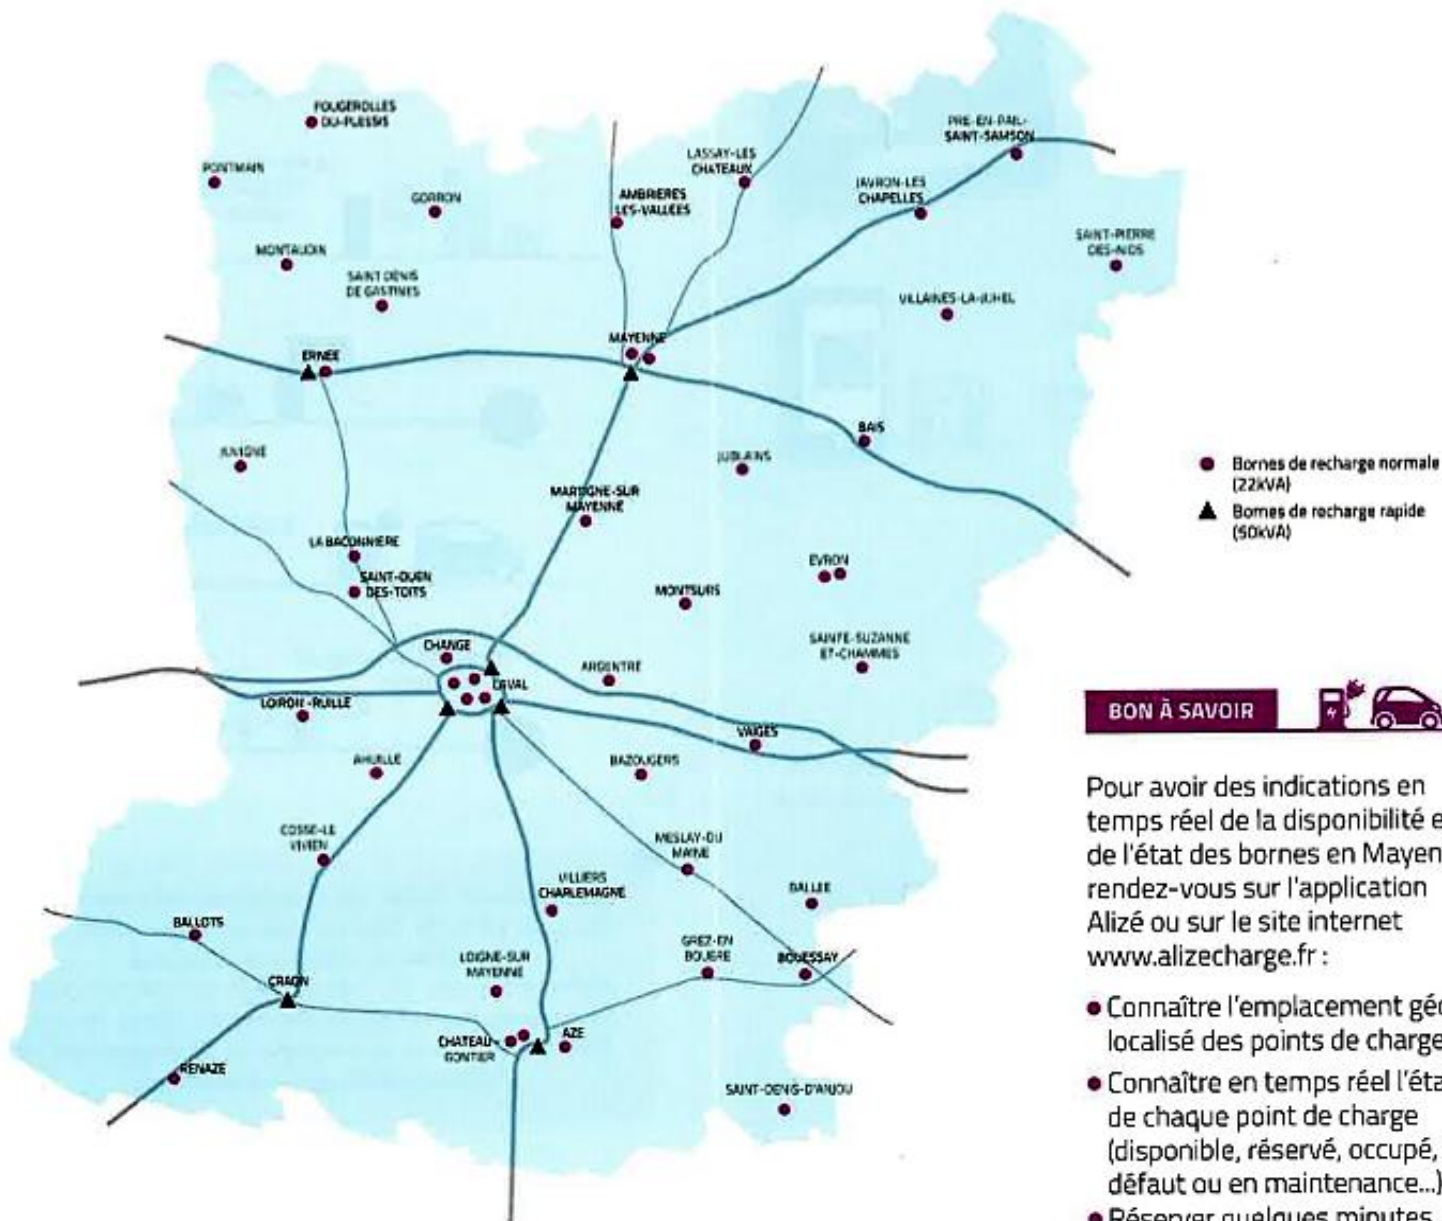 FOUGEROLLES
DU-PLESSIS
PONTMAIN
GORRON
LASSAY-LES
CHATEAUX
AMBRIERES
LES-VALLÉES
PRE-EN-PAIL-
SAINT-SAMSON
JAVRON-LES
CHAPELLES
SAINT-PIERRE
DES-NIDS
MONTAUDIN
SAINT DENIS
DE GASTINES
VILLAINES-LA-JUHEL
ERNEE
MAYENNE
BAIS
JUVIGNE
JUBLAINS
MARTIGNE-SUR
MAYENNE
LA BACONNIERE
SAINT-OUEN
DES-TOITS
EVRON
MONTSURS
SAINTE-SUZANNE
ET-CHAMMES
CHANGE
ARGENTRE
LAVAL
LOIRON-RUILLE
VAIGES
AHUILLE
BAZOUGERS
COSSE-LE
VIVIEN
MESLAY-DU
MAINE
VILLIERS
CHARLEMAGNE
BALLEE
BALLOTS
GREZ-EN
BOUERE
BOUESSAY
LOIGNE-SUR
MAYENNE
CRAON
CHATEAU-
GONTIER
AZE
RENAZE
SAINT-DENIS-D'ANJOU
Bornes de recharge normale
(22kVA)
Bornes de recharge rapide
(50kVA)
BON À SAVOIR
Pour avoir des indications en
temps réel de la disponibilité e
de l'état des bornes en Mayen
rendez-vous sur l'application
Alizé ou sur le site internet
www.alizecharge.fr :
● Connaître l'emplacement géo
localisé des points de charge
● Connaître en temps réel l'éta
de chaque point de charge
(disponible, réservé, occupé,
défaut ou en maintenance...)
● Réserver quelques minutes